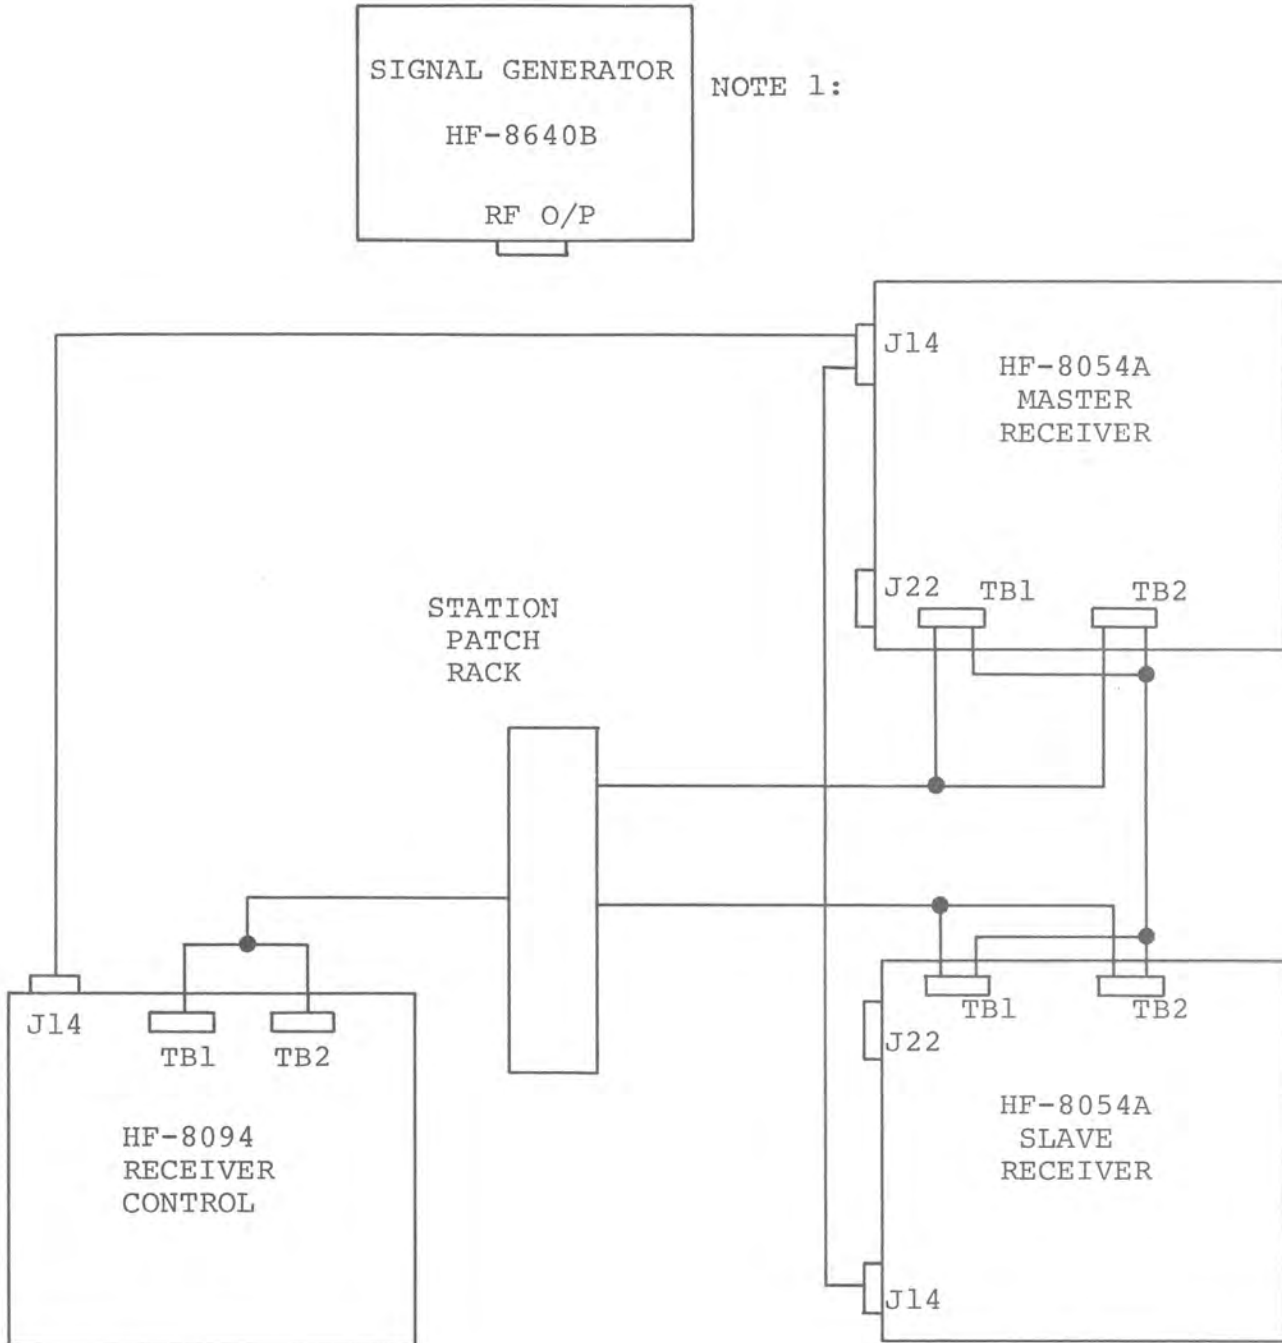 SIGNAL GENERATOR
HF-8640B
RF O/P
NOTE 1:
J14
HF-8054A
MASTER
RECEIVER
J22
TB1
TB2
STATION
PATCH
RACK
J14
TB1
TB2
HF-8094
RECEIVER
CONTROL
TB1
TB2
J22
HF-8054A
SLAVE
RECEIVER
J14